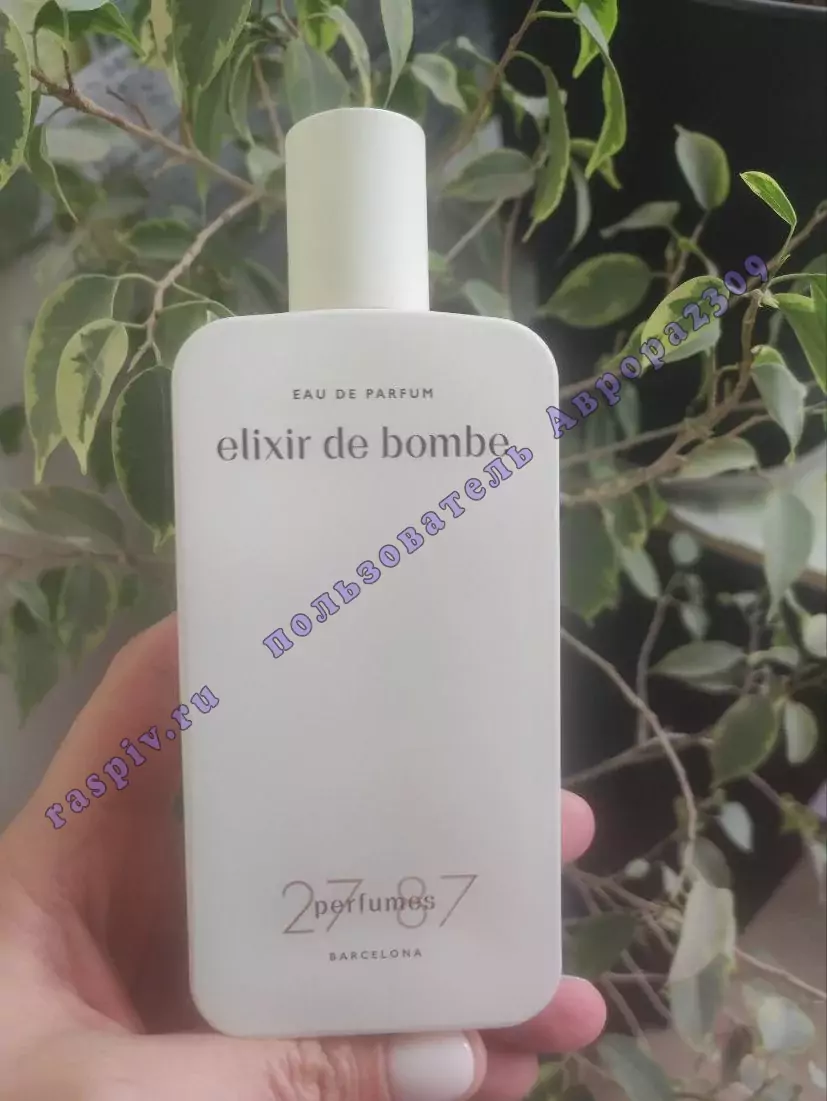 EAU DE PARFUM
elixir de bombe
raspiv.ru пользователь Аврора2309
27 87
perfumes
BARCELONA